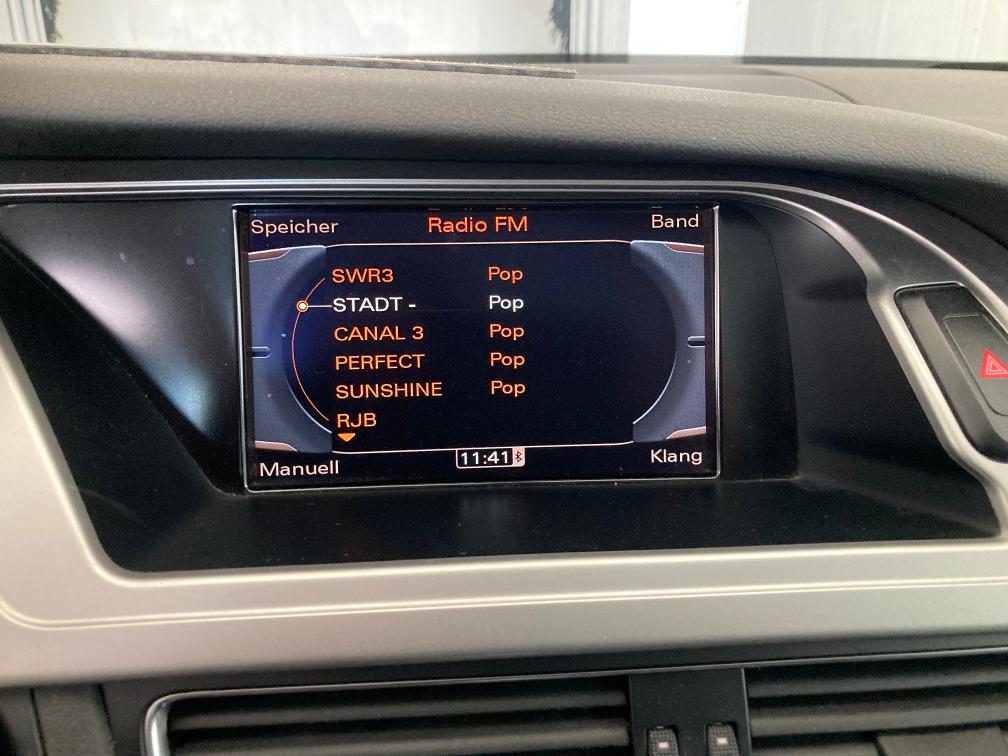 Speicher Radio FM Band
SWR3 Pop
STADT - Pop
CANAL 3 Pop
PERFECT Pop
SUNSHINE Pop
RJB
Manuell 11:41 Klang